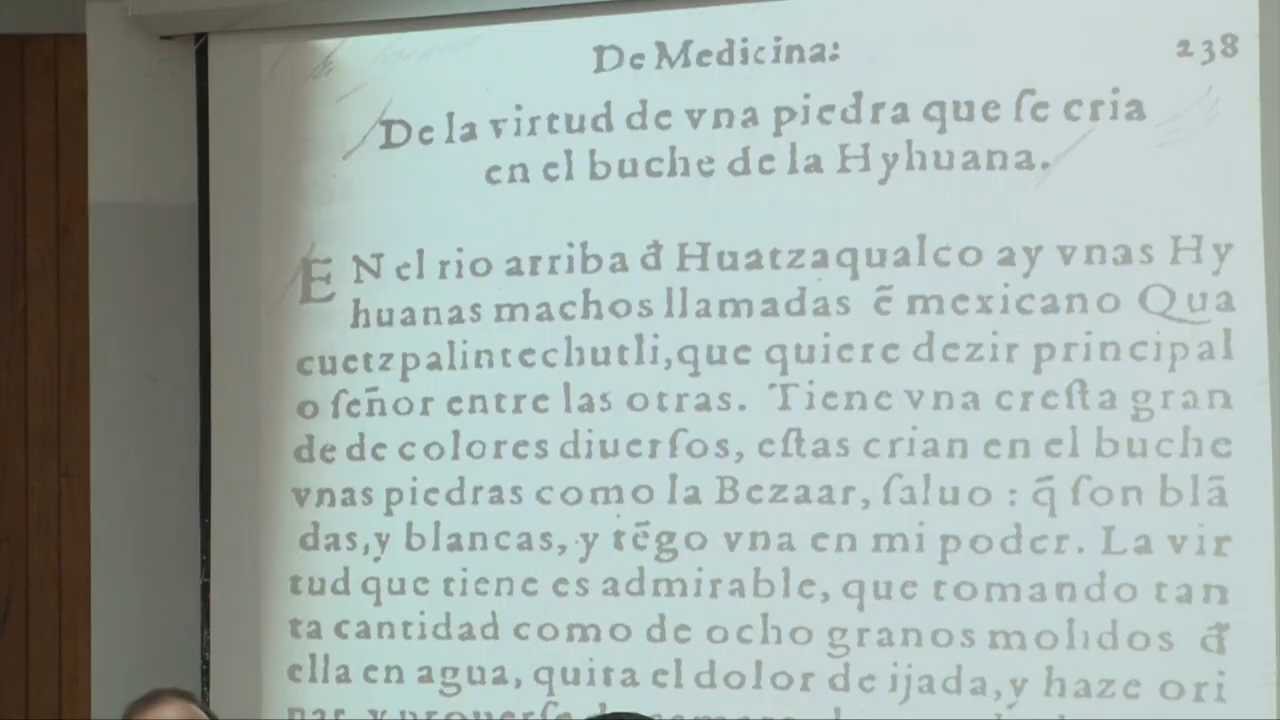 De Medicina: 238
De la virtud de vna piedra que ſe cria
en el buche de la Hyhuana.
EN el rio arriba đ Huatzaqualco ay vnas Hy
huanas machos llamadas ẽ mexicano Qua
cuetzpalintechutli,que quiere dezir principal
o ſeñor entre las otras. Tiene vna creſta gran
de de colores diuerſos, eſtas crian en el buche
vnas piedras como la Bezaar, ſaluo : q̃ ſon blã
das,y blancas, y tẽgo vna en mi poder. La vir
tud que tiene es admirable, que tomando tan
ta cantidad como de ocho granos molidos đ
ella en agua, quita el dolor de ijada,y haze ori
nar, y